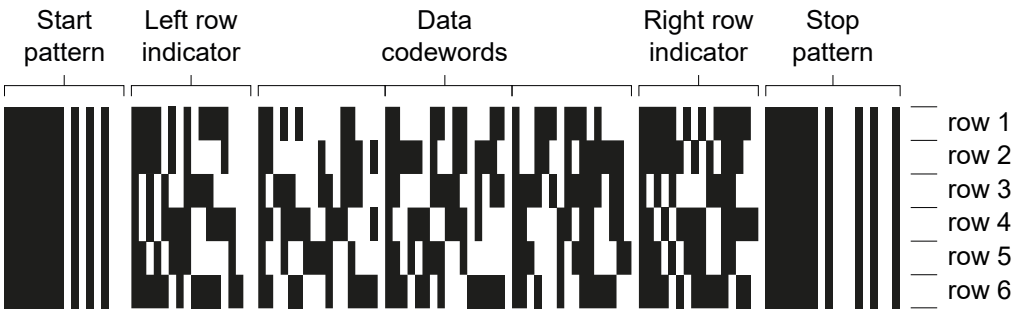 Start
pattern
Left row
indicator
Data
codewords
Right row
indicator
Stop
pattern
row 1
row 2
row 3
row 4
row 5
row 6